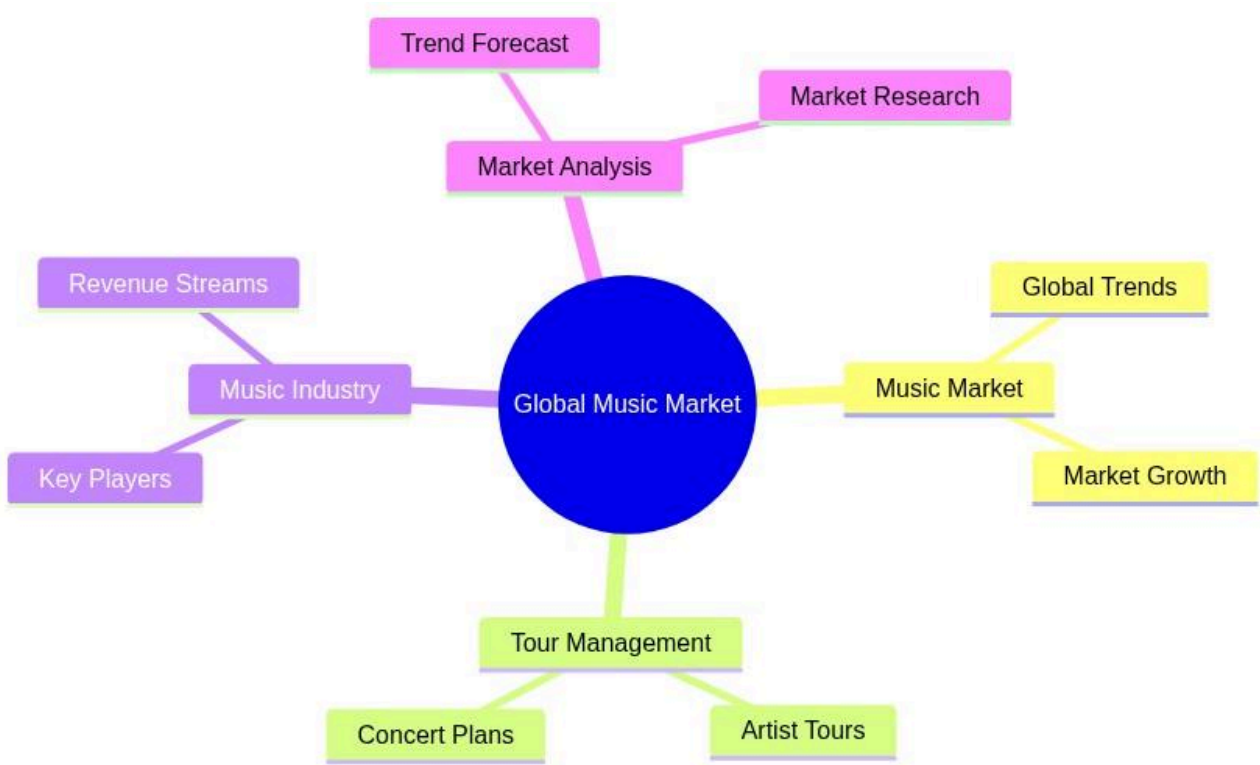 Trend Forecast
Market Research
Market Analysis
Revenue Streams
Global Trends
Music Industry
Global Music Market
Music Market
Key Players
Market Growth
Tour Management
Concert Plans
Artist Tours